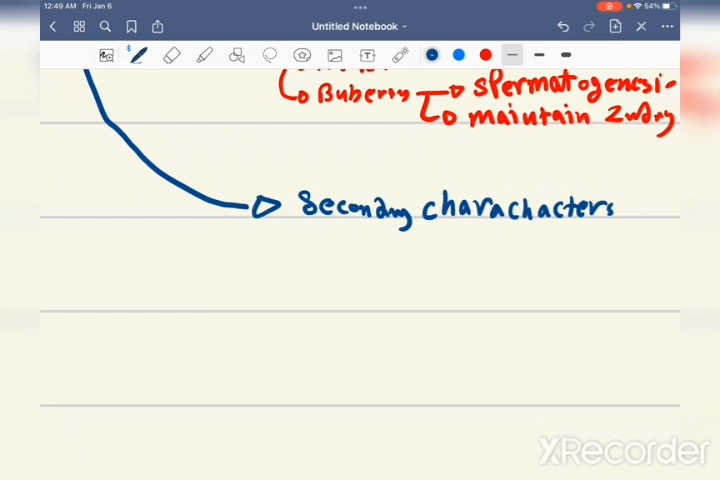 12:49 AM Fri Jan 6
54%
Untitled Notebook
Buberty spermatogenesi-
maintain 2ndry
Secondry charachacters
XRecorder